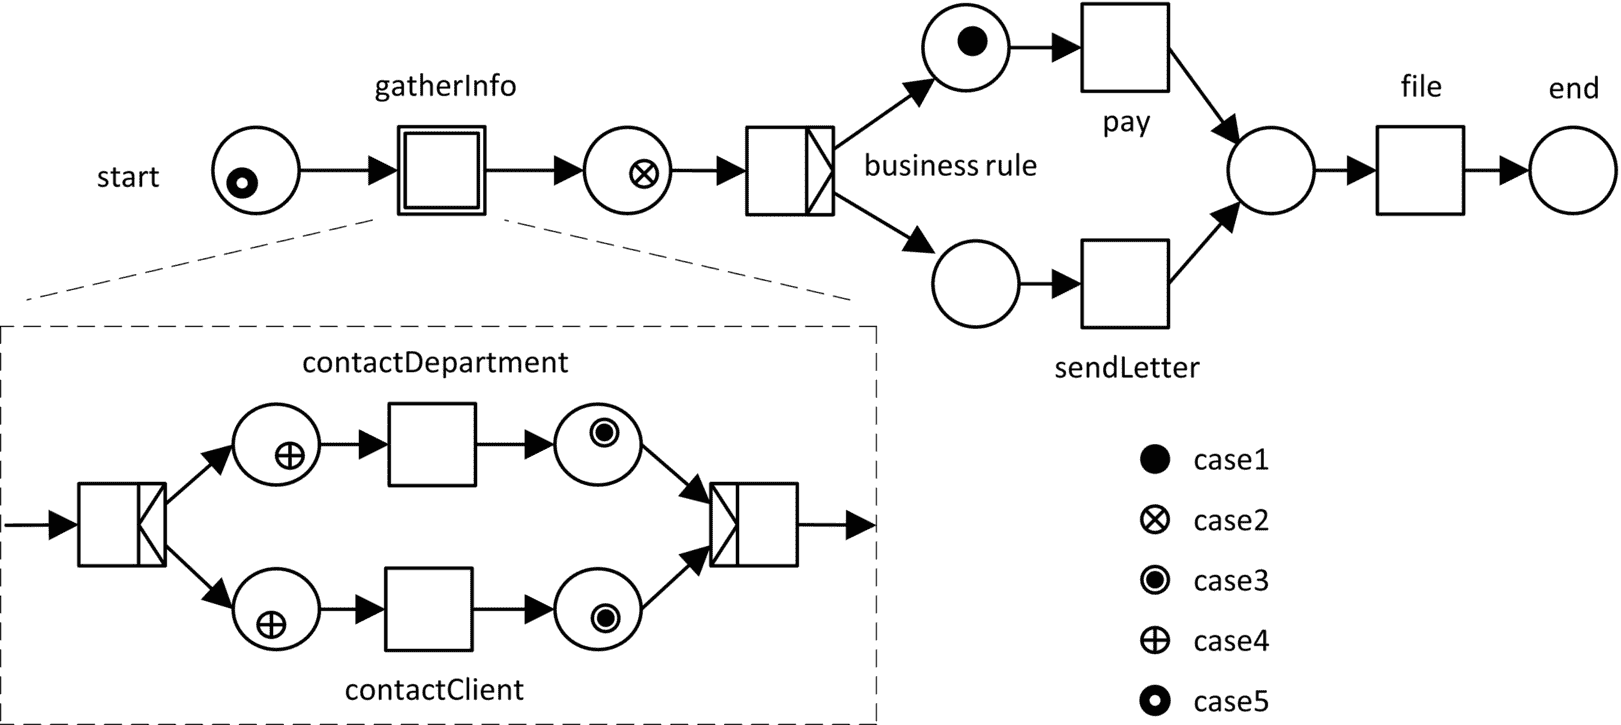 gatherInfo
file
end
pay
business rule
start
contactDepartment
sendLetter
contactClient
case1
case2
case3
case4
case5